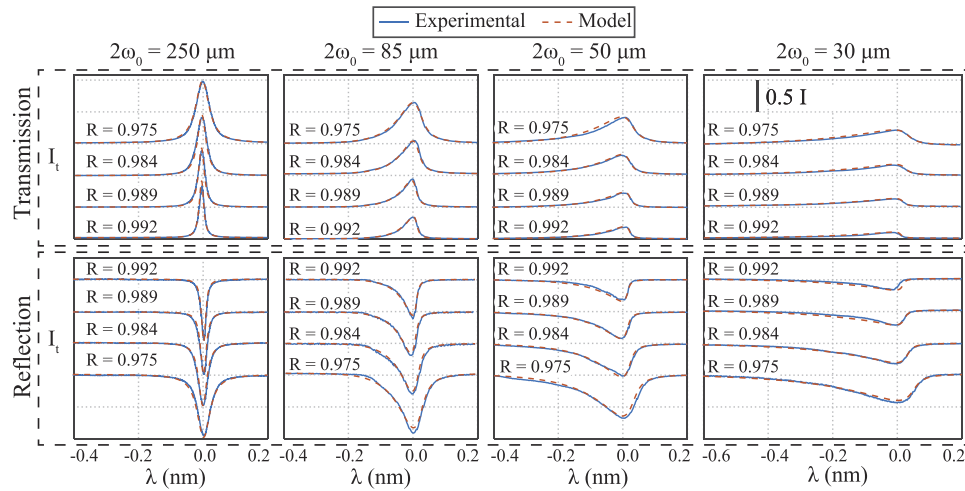 Experimental Model
2ω₀ = 250 μm 2ω₀ = 85 μm 2ω₀ = 50 μm 2ω₀ = 30 μm
Transmission
I_t
R = 0.975
R = 0.984
R = 0.989
R = 0.992
R = 0.975
R = 0.984
R = 0.989
R = 0.992
R = 0.975
R = 0.984
R = 0.989
R = 0.992
0.5 I
R = 0.975
R = 0.984
R = 0.989
R = 0.992
Reflection
I_t
R = 0.992
R = 0.989
R = 0.984
R = 0.975
R = 0.992
R = 0.989
R = 0.984
R = 0.975
R = 0.992
R = 0.989
R = 0.984
R = 0.975
R = 0.992
R = 0.989
R = 0.984
R = 0.975
-0.4 -0.2 0.0 0.2 -0.4 -0.2 0.0 0.2 -0.4 -0.2 0.0 0.2 -0.6 -0.4 -0.2 0.0 0.2
λ (nm) λ (nm) λ (nm) λ (nm)